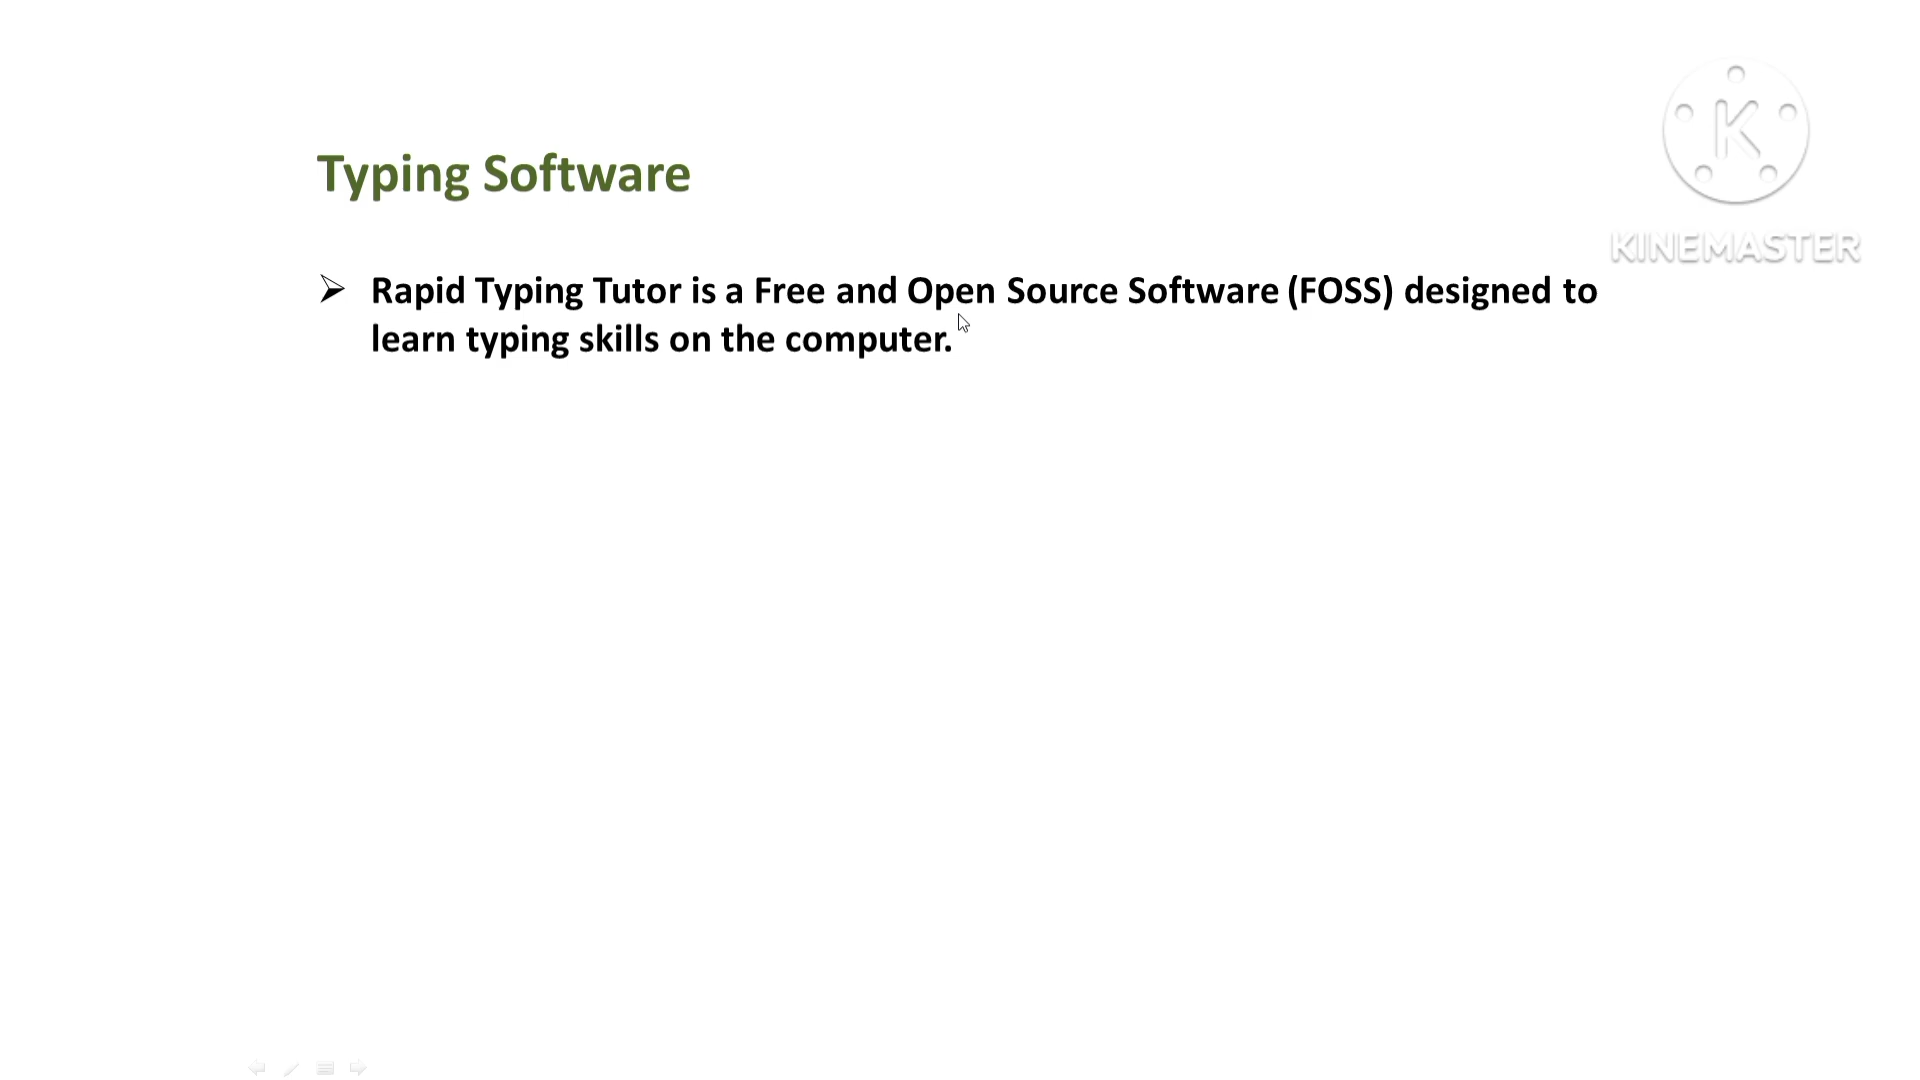 K
KINEMASTER
Typing Software
➢ Rapid Typing Tutor is a Free and Open Source Software (FOSS) designed to
learn typing skills on the computer.